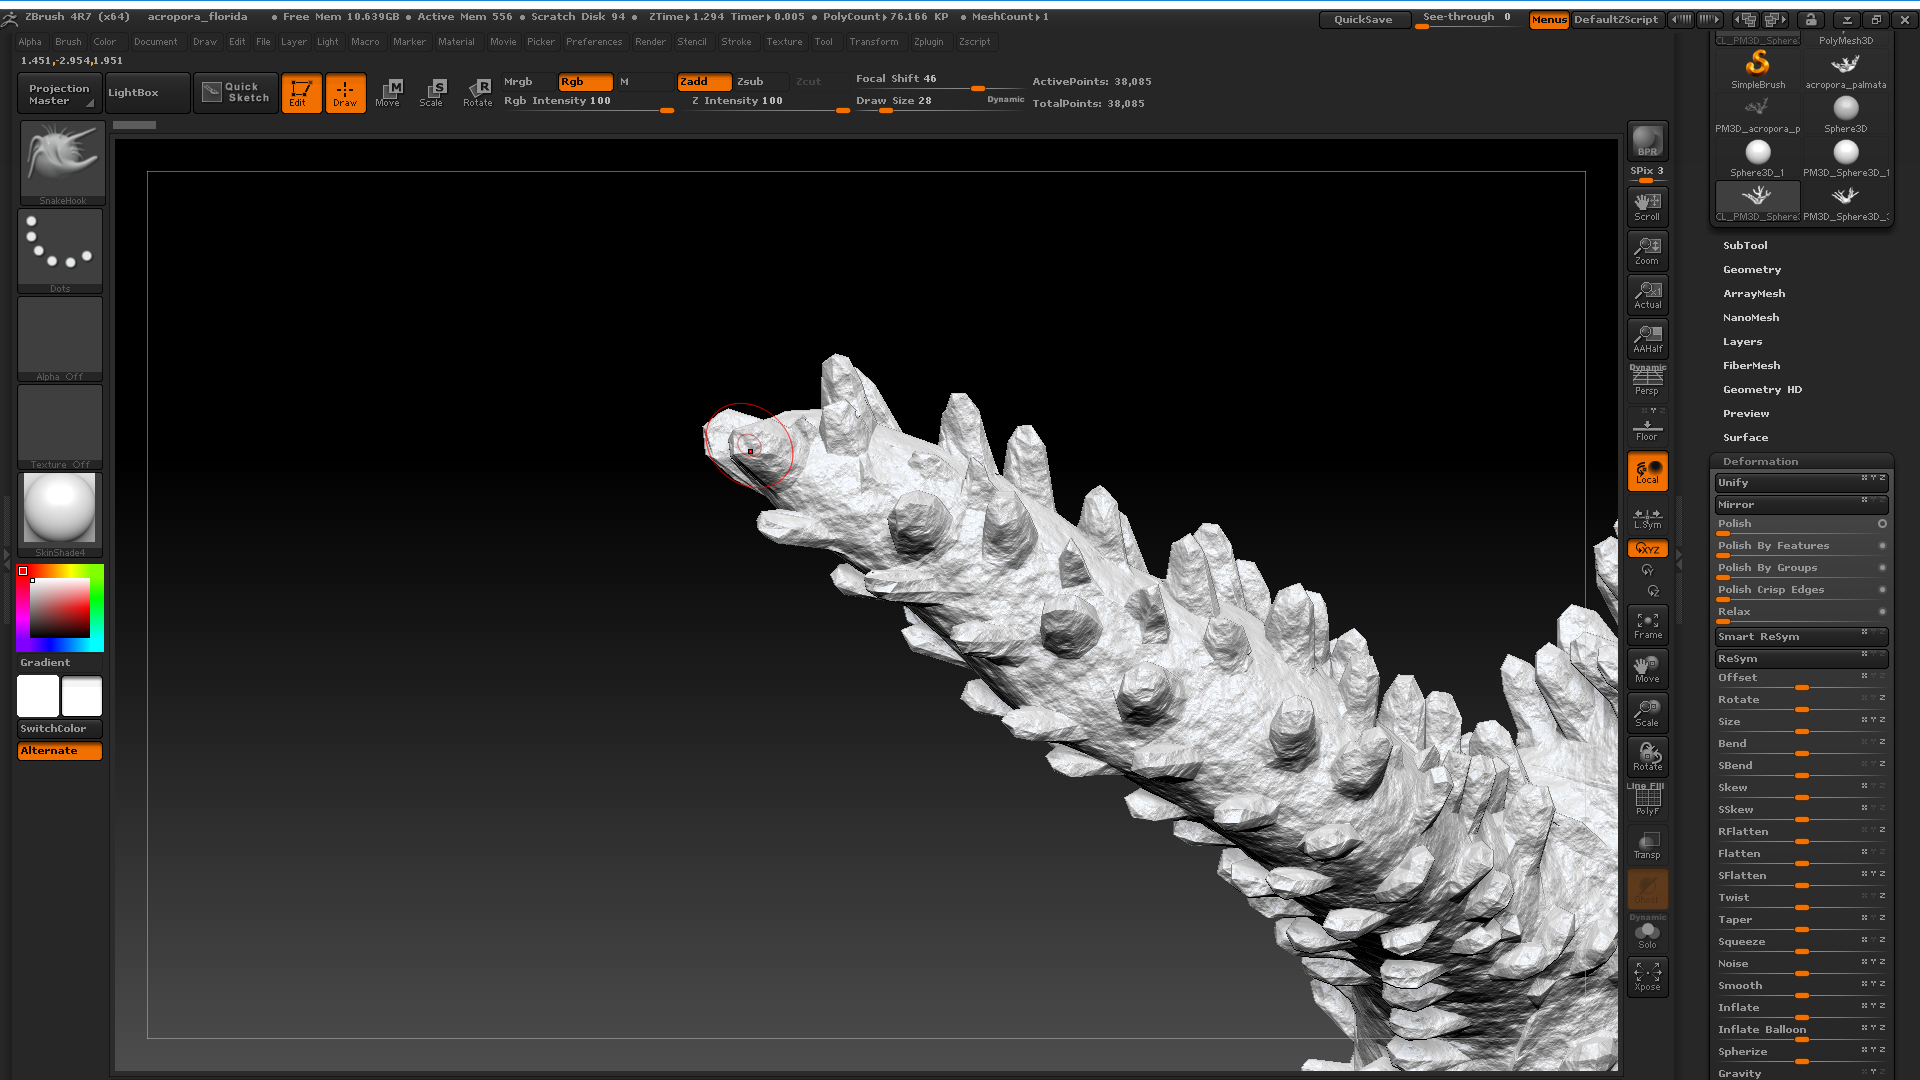 ZBrush 4R7 (x64) acropora_florida • Free Mem 10.639GB • Active Mem 556 • Scratch Disk 94 • ZTime▸1.294 Timer▸0.005 • PolyCount▸76.166 KP • MeshCount▸1
QuickSave See-through 0 Menus DefaultZScript
Alpha Brush Color Document Draw Edit File Layer Light Macro Marker Material Movie Picker Preferences Render Stencil Stroke Texture Tool Transform Zplugin Zscript
1.451,-2.954,1.951
Projection Master
LightBox
Quick Sketch
Edit
Draw
Move
Scale
Rotate
Mrgb Rgb M
Rgb Intensity 100
Zadd Zsub Zcut
Z Intensity 100
Focal Shift 46
Draw Size 28 Dynamic
ActivePoints: 38,085
TotalPoints: 38,085
SnakeHook
Dots
Alpha Off
Texture Off
SkinShade4
Gradient
SwitchColor
Alternate
BPR
SPix 3
Scroll
Zoom
Actual
AAHalf
Dynamic
Persp
Floor
Local
L.Sym
XYZ
Frame
Move
Scale
Rotate
Line Fill
PolyF
Transp
Ghost
Dynamic
Solo
Xpose
CL_PM3D_Sphere PolyMesh3D
SimpleBrush acropora_palmata
PM3D_acropora_p Sphere3D
Sphere3D_1 PM3D_Sphere3D_1
CL_PM3D_Sphere PM3D_Sphere3D_
SubTool
Geometry
ArrayMesh
NanoMesh
Layers
FiberMesh
Geometry HD
Preview
Surface
Deformation
Unify
Mirror
Polish
Polish By Features
Polish By Groups
Polish Crisp Edges
Relax
Smart ReSym
ReSym
Offset
Rotate
Size
Bend
SBend
Skew
SSkew
RFlatten
Flatten
SFlatten
Twist
Taper
Squeeze
Noise
Smooth
Inflate
Inflate Balloon
Spherize
Gravity